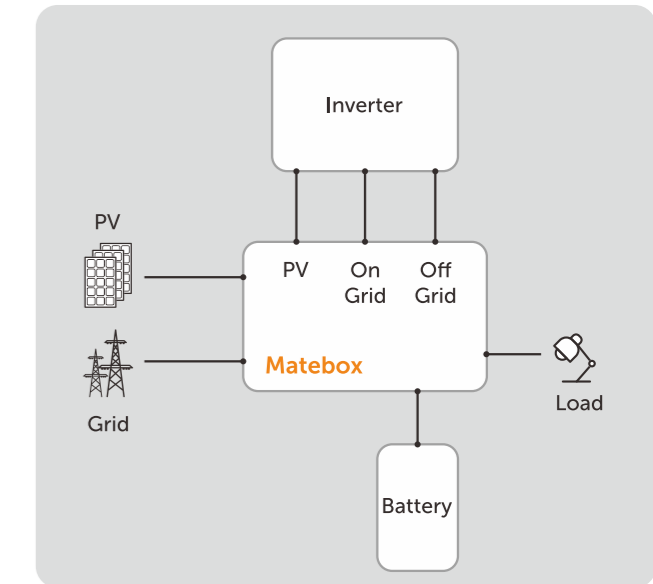 Inverter
PV
PV
On
Grid
Off
Grid
Matebox
Grid
Load
Battery